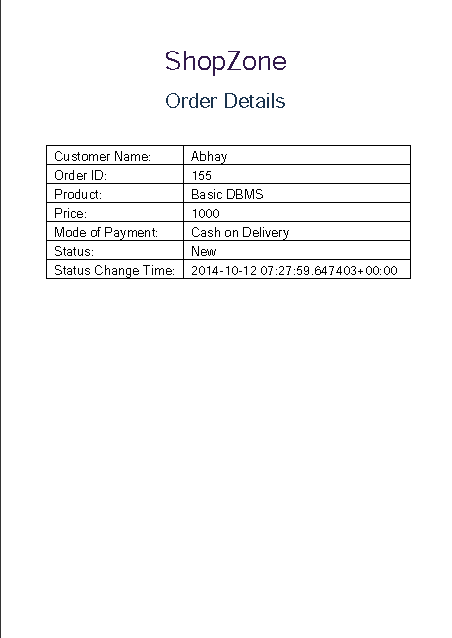 ShopZone
Order Details
Customer Name: Abhay
Order ID: 155
Product: Basic DBMS
Price: 1000
Mode of Payment: Cash on Delivery
Status: New
Status Change Time: 2014-10-12 07:27:59.647403+00:00